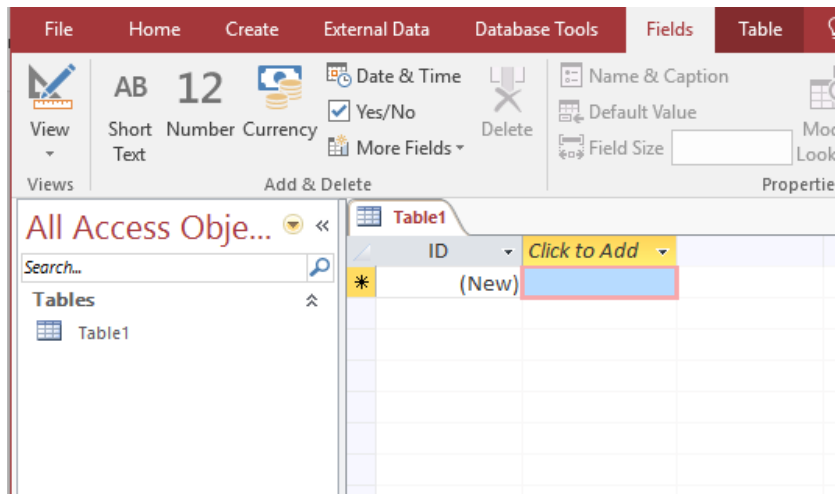 File Home Create External Data Database Tools Fields Table
AB 12 Date & Time Name & Caption
Yes/No Default Value
View Short Text Number Currency Delete
More Fields Field Size
Views Add & Delete
All Access Obje... «
Table1
ID Click to Add
Search...
(New)
Tables
Table1